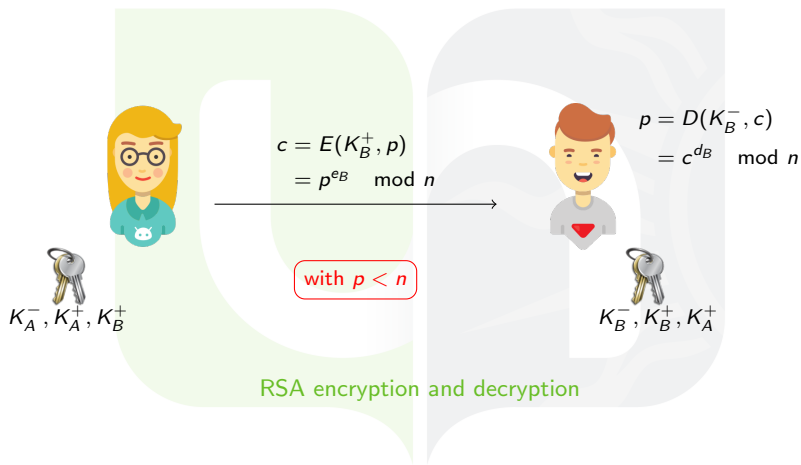 c = E(K_B^+, p)
= p^{e_B} mod n
p = D(K_B^-, c)
= c^{d_B} mod n
with p < n
K_A^-, K_A^+, K_B^+
K_B^-, K_B^+, K_A^+
RSA encryption and decryption